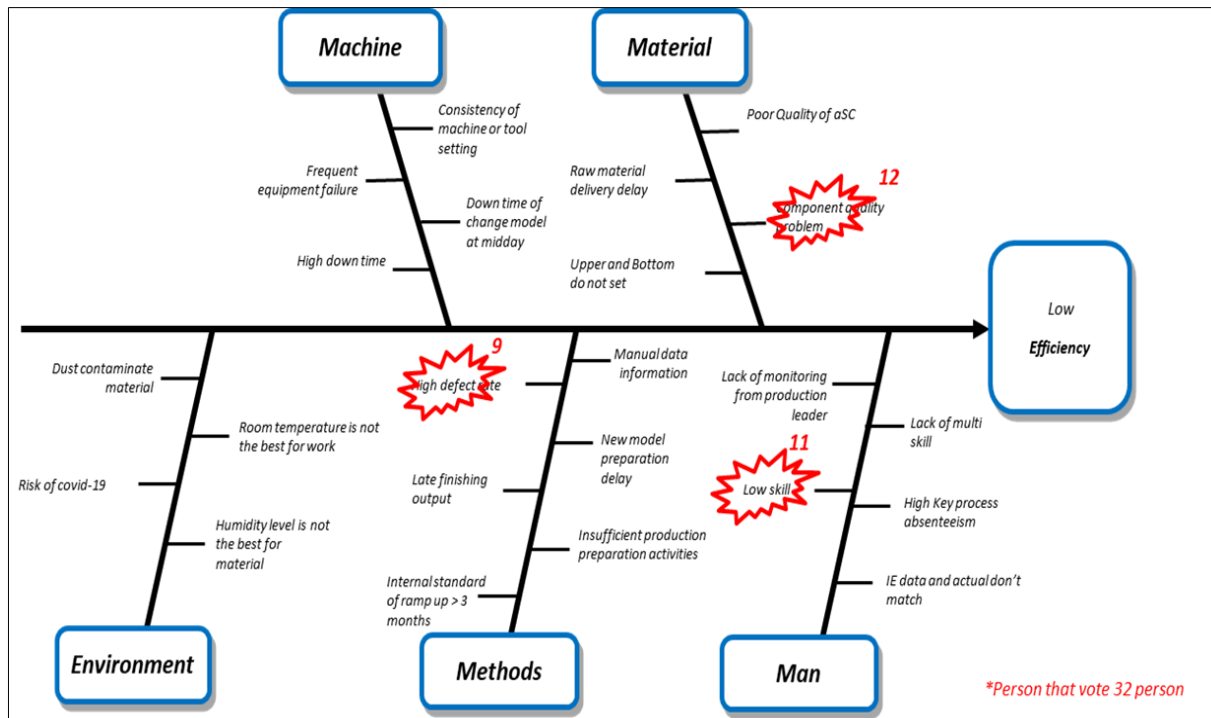 Machine
Material
Consistency of
machine or tool
setting
Frequent
equipment failure
Down time of
change model
at midday
High down time
Poor Quality of aSC
Raw material
delivery delay
12
Component quality
problem
Upper and Bottom
do not set
Low
Efficiency
Dust contaminate
material
Room temperature is not
the best for work
Risk of covid-19
Humidity level is not
the best for
material
9
High defect rate
Manual data
information
New model
preparation
delay
Late finishing
output
Insufficient production
preparation activities
Internal standard
of ramp up > 3
months
Lack of monitoring
from production
leader
Lack of multi
skill
11
Low skill
High Key process
absenteeism
IE data and actual don't
match
Environment
Methods
Man
*Person that vote 32 person